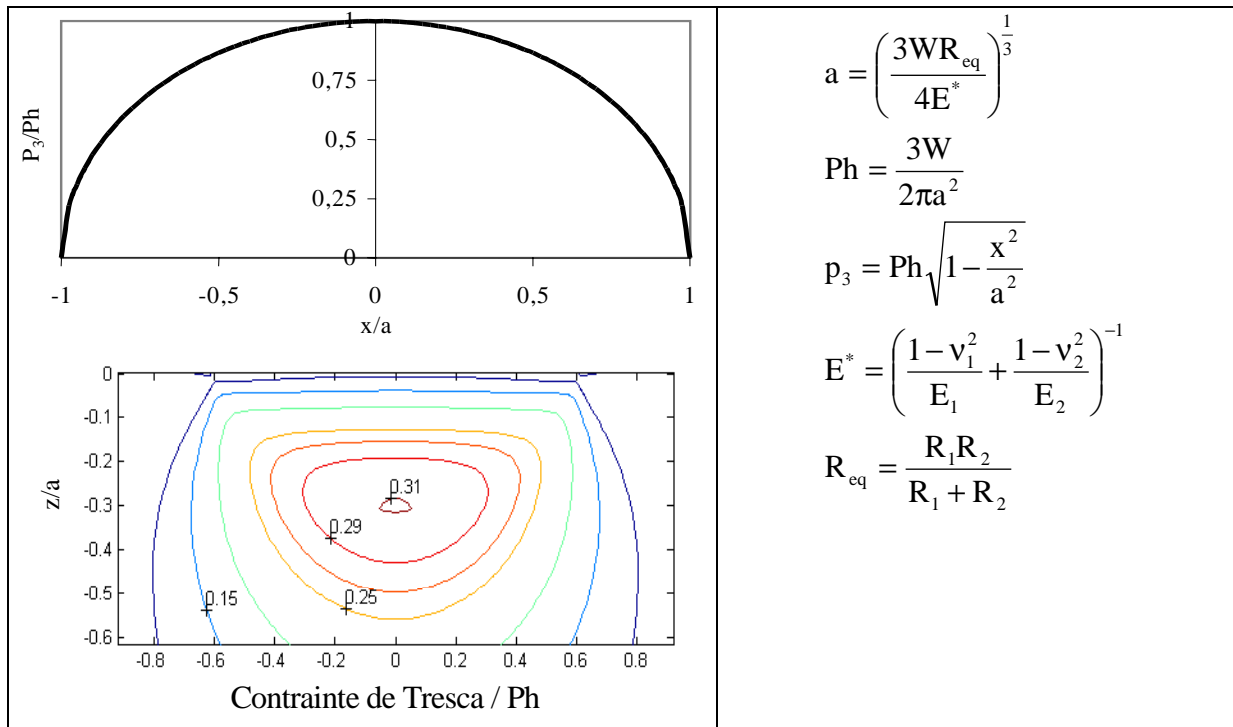 1
0,75
0,5
0,25
0
P₃/Ph
-1 -0,5 0 0,5 1
x/a
0
-0.1
-0.2
-0.3
-0.4
-0.5
-0.6
z/a
0.31
0.29
0.25
0.15
-0.8 -0.6 -0.4 -0.2 0 0.2 0.4 0.6 0.8
Contrainte de Tresca / Ph
a = (3WR_eq / 4E*)^(1/3)
Ph = 3W / 2πa²
p₃ = Ph√(1 − x²/a²)
E* = ((1 − ν₁²)/E₁ + (1 − ν₂²)/E₂)^(−1)
R_eq = R₁R₂ / (R₁ + R₂)